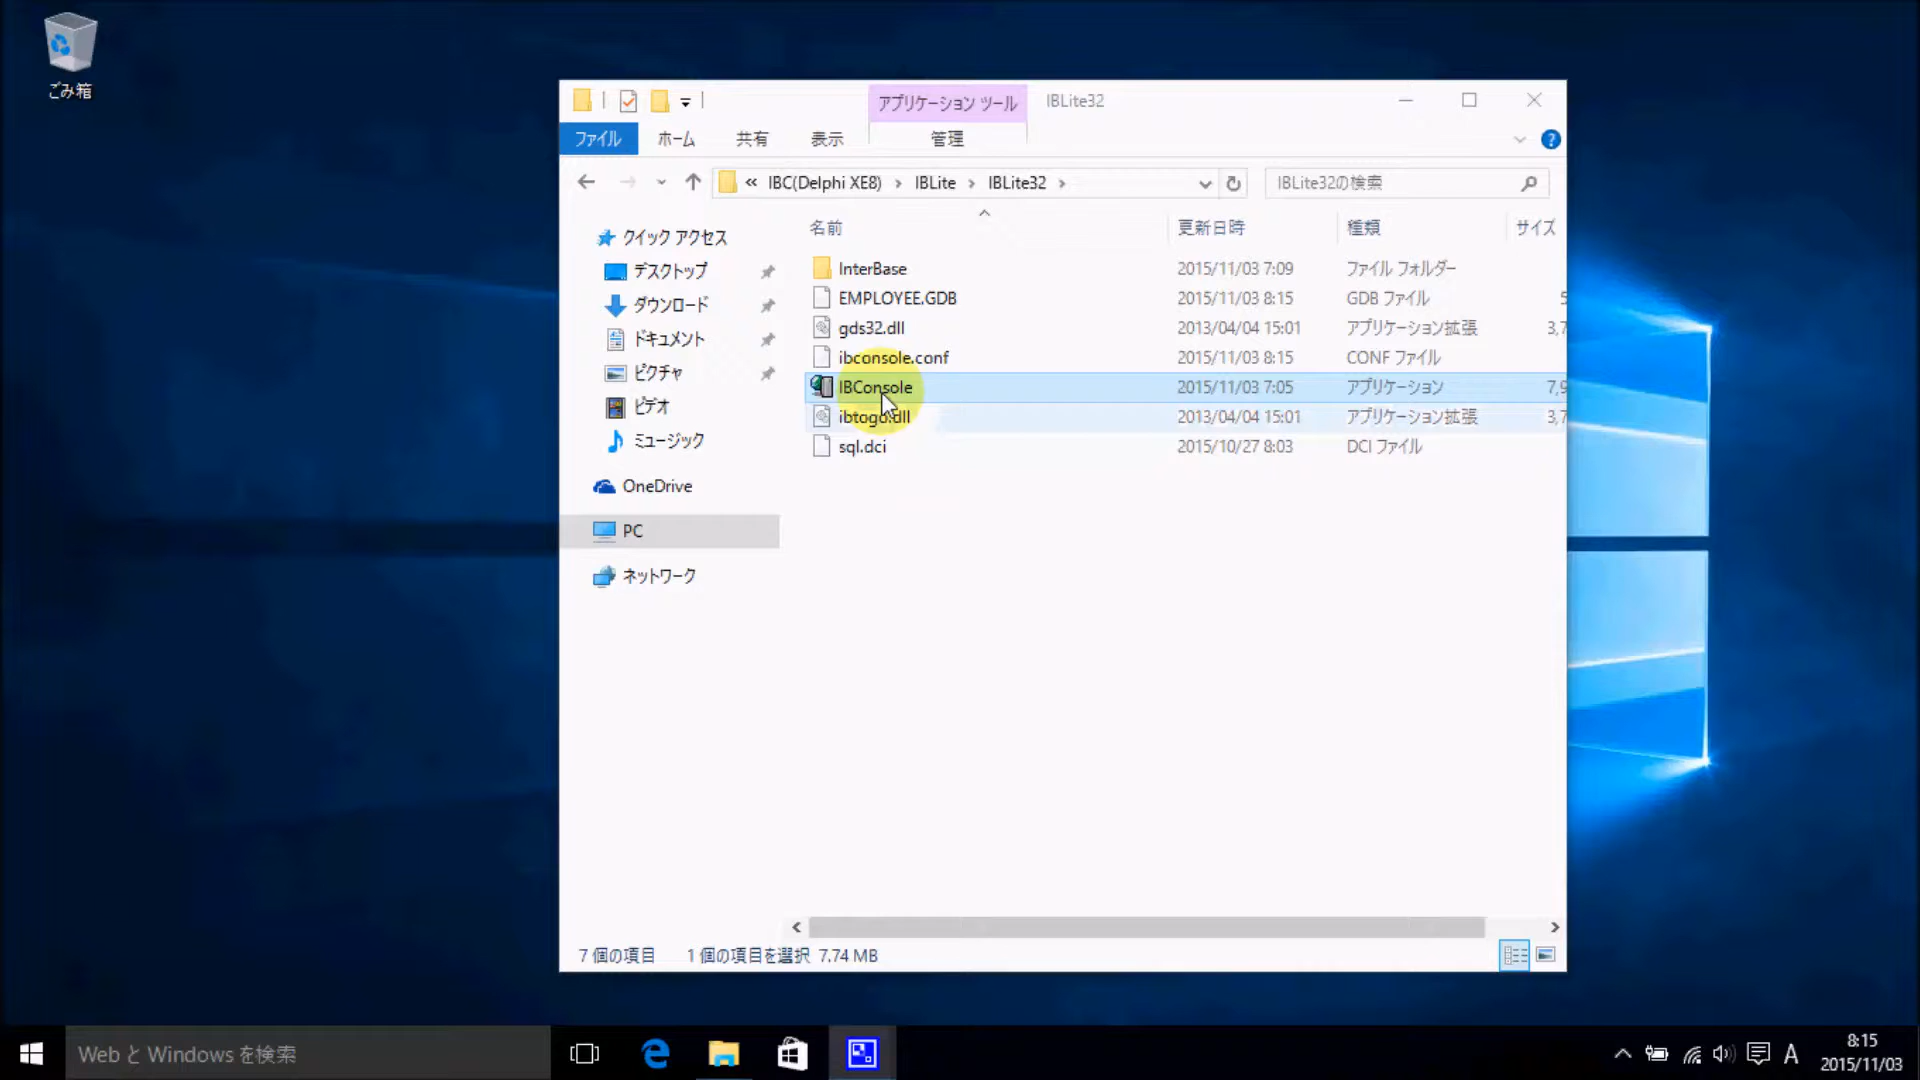 ごみ箱
アプリケーション ツール
IBLite32
ファイル
ホーム
共有
表示
管理
« IBC(Delphi XE8) › IBLite › IBLite32 ›
IBLite32の検索
クイック アクセス
デスクトップ
ダウンロード
ドキュメント
ピクチャ
ビデオ
ミュージック
OneDrive
PC
ネットワーク
名前 更新日時 種類 サイズ
InterBase 2015/11/03 7:09 ファイル フォルダー
EMPLOYEE.GDB 2015/11/03 8:15 GDB ファイル
gds32.dll 2013/04/04 15:01 アプリケーション拡張 3,7
ibconsole.conf 2015/11/03 8:15 CONF ファイル
IBConsole 2015/11/03 7:05 アプリケーション 7,9
ibtogo.dll 2013/04/04 15:01 アプリケーション拡張 3,7
sql.dci 2015/10/27 8:03 DCI ファイル
7 個の項目 1 個の項目を選択 7.74 MB
Web と Windows を検索
A
8:15
2015/11/03